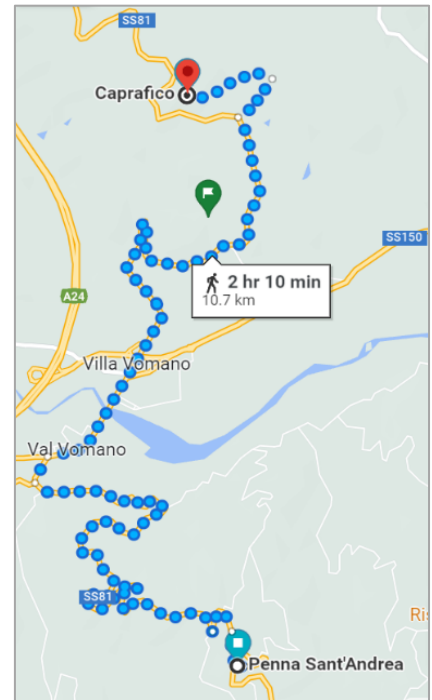 SS81
Caprafico
SS150
2 hr 10 min
10.7 km
A24
Villa Vomano
Val Vomano
SS81
Penna Sant'Andrea